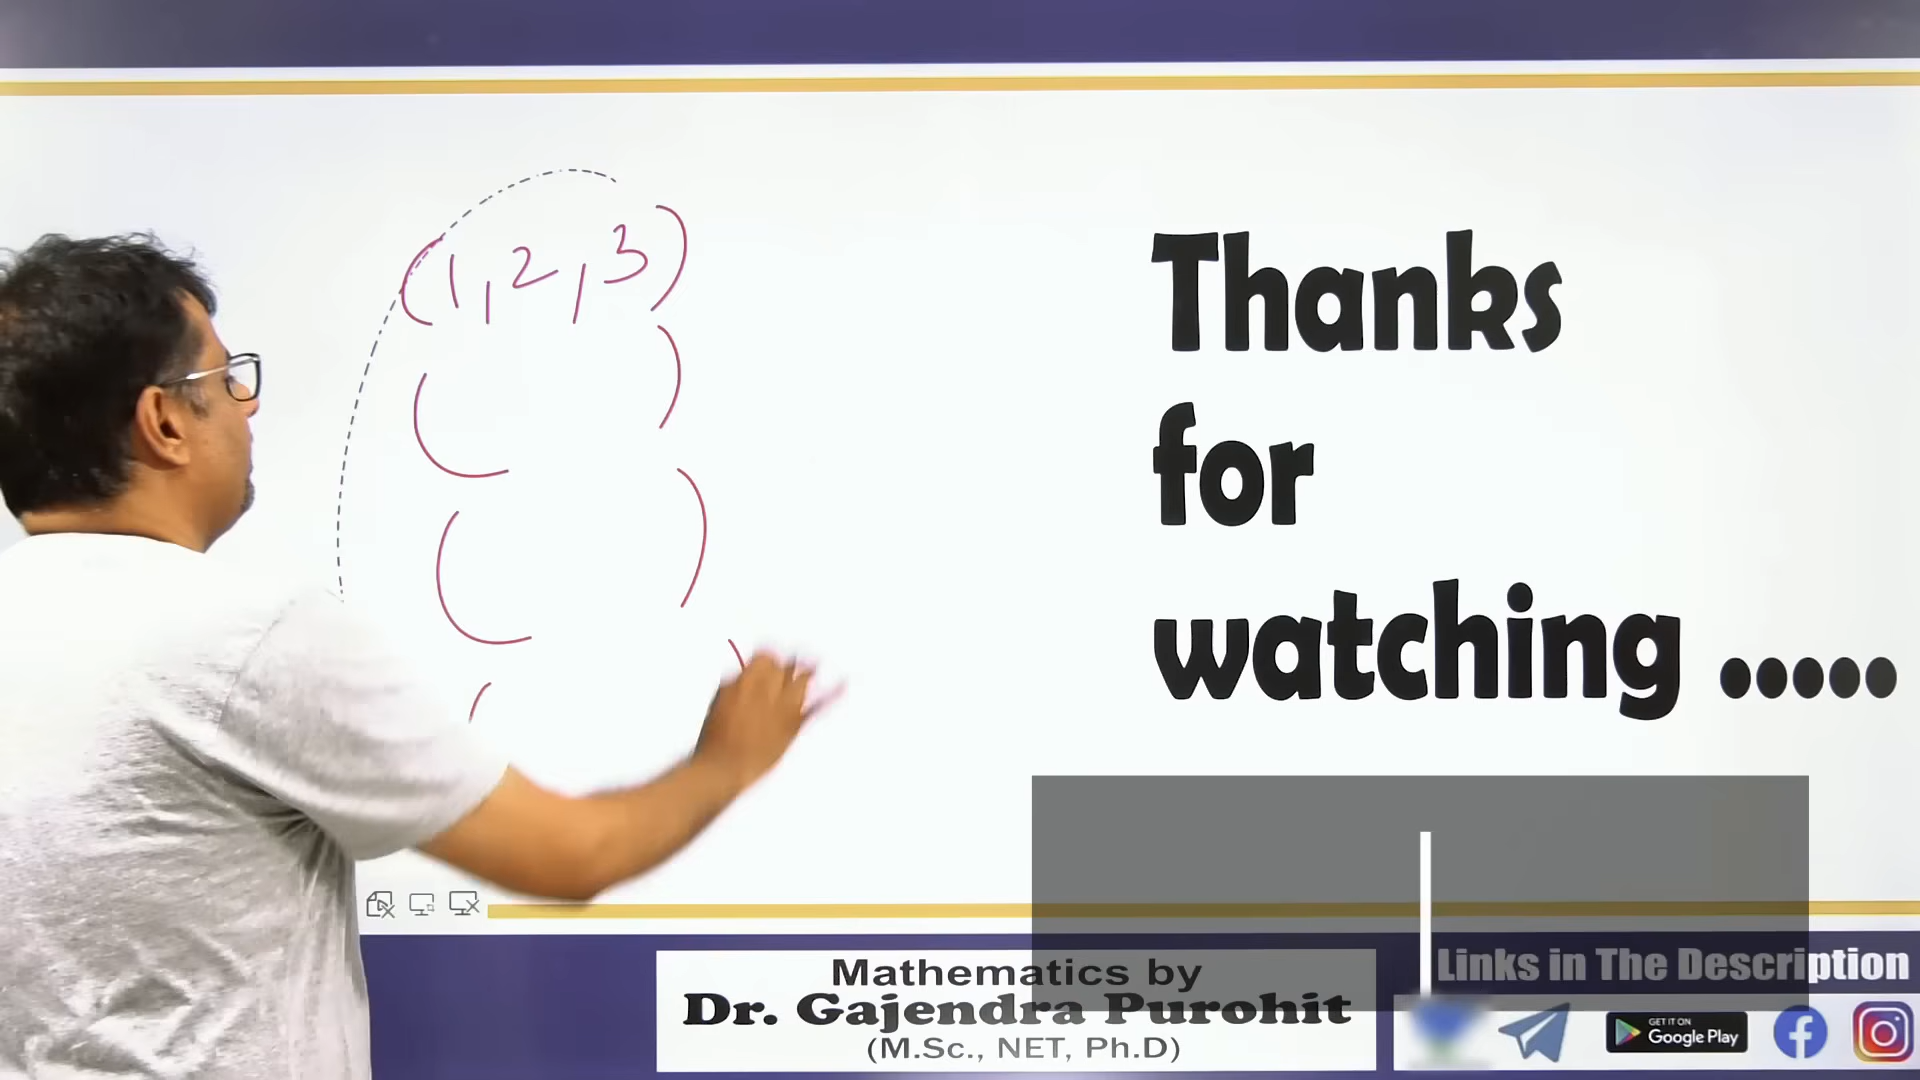 (1,2,3)
(       )
(       )
(       )
Thanks
for
watching .....
Mathematics by
Dr. Gajendra Purohit
(M.Sc., NET, Ph.D)
Links in The Description
GET IT ON
Google Play